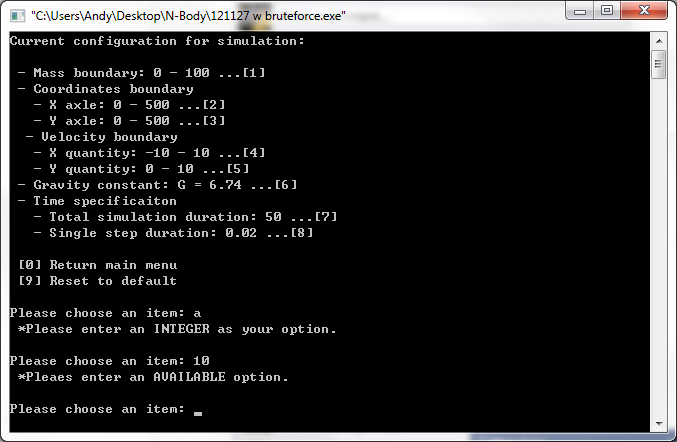 "C:\Users\Andy\Desktop\N-Body\121127 w bruteforce.exe"
Current configuration for simulation:
- Mass boundary: 0 - 100 ...[1]
- Coordinates boundary
- X axle: 0 - 500 ...[2]
- Y axle: 0 - 500 ...[3]
- Velocity boundary
- X quantity: -10 - 10 ...[4]
- Y quantity: 0 - 10 ...[5]
- Gravity constant: G = 6.74 ...[6]
- Time specificaiton
- Total simulation duration: 50 ...[7]
- Single step duration: 0.02 ...[8]
[0] Return main menu
[9] Reset to default
Please choose an item: a
*Please enter an INTEGER as your option.
Please choose an item: 10
*Pleaes enter an AVAILABLE option.
Please choose an item: _